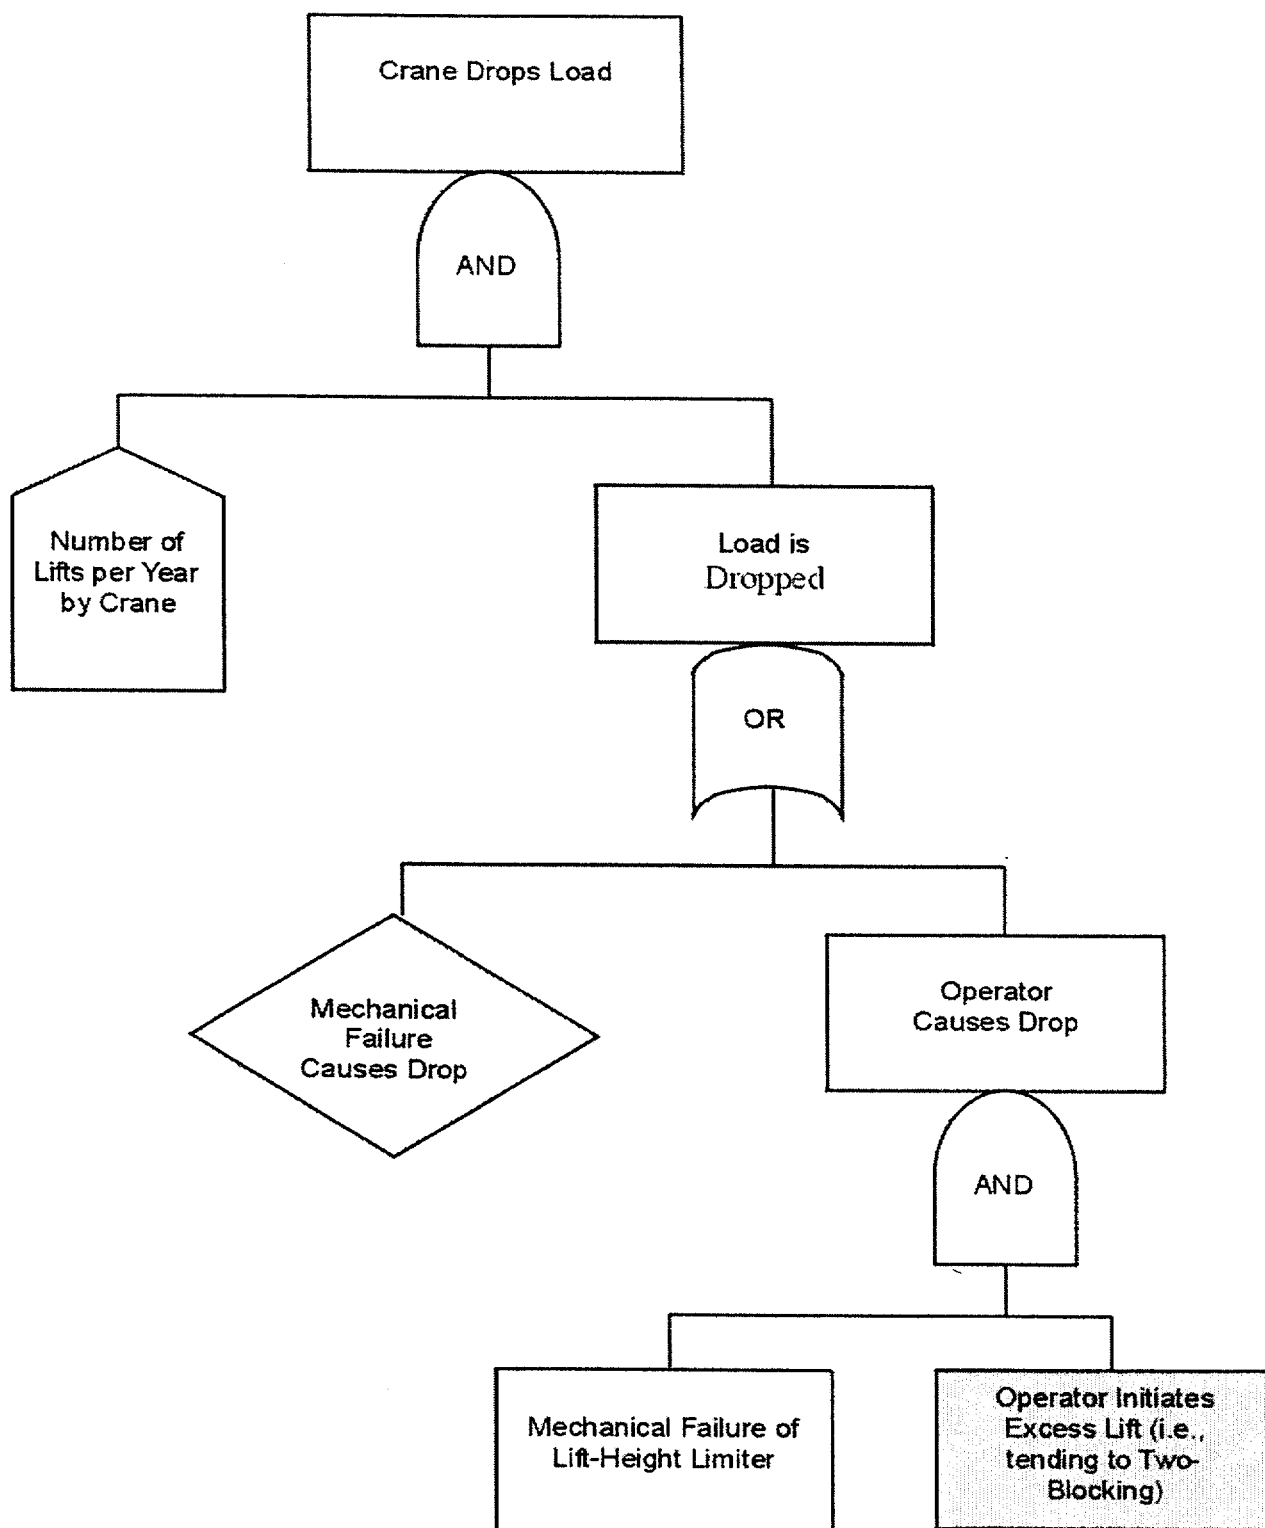 Crane Drops Load
AND
Number of
Lifts per Year
by Crane
Load is
Dropped
OR
Mechanical
Failure
Causes Drop
Operator
Causes Drop
AND
Mechanical Failure of
Lift-Height Limiter
Operator Initiates
Excess Lift (i.e.,
tending to Two-
Blocking)